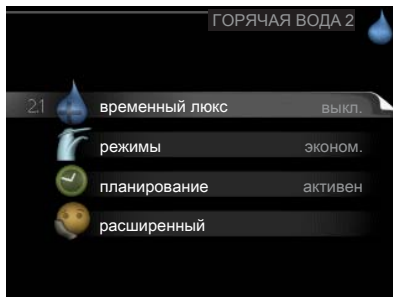 ГОРЯЧАЯ ВОДА 2
2.1 временный люкс выкл.
режимы эконом.
планирование активен
расширенный